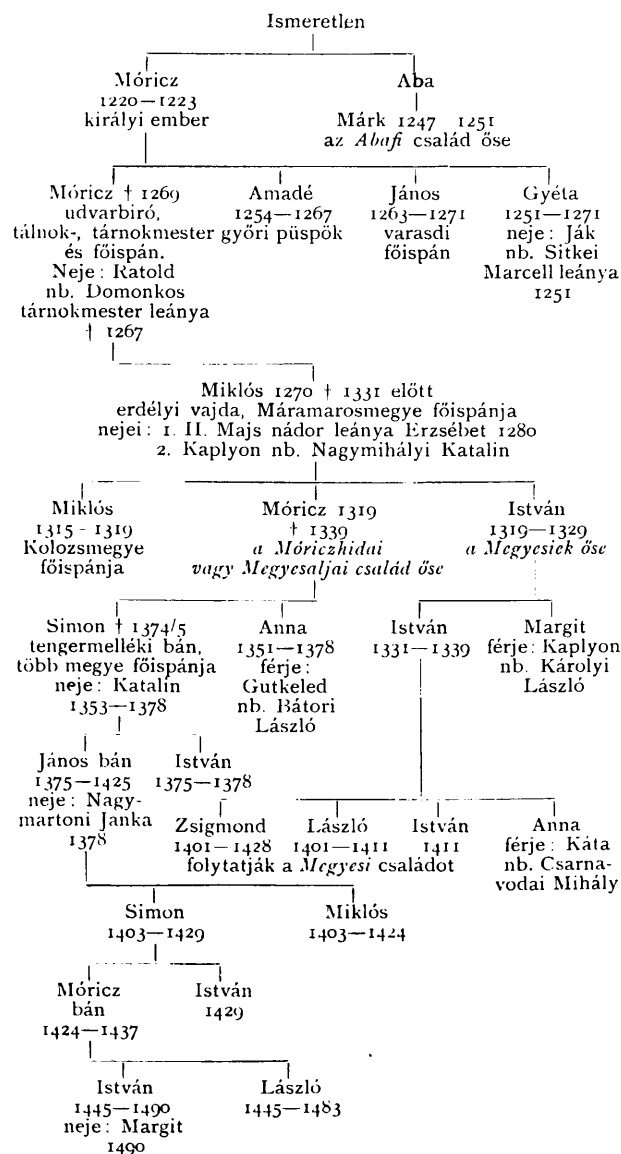 Ismeretlen
Móricz
1220—1223
királyi ember
Aba
Márk 1247 1251
az Abafi család őse
Móricz † 1269
udvarbiró,
tálnok-, tárnokmester
és főispán.
Neje: Ratold
nb. Domonkos
tárnokmester leánya
† 1267
Amadé
1254—1267
győri püspök
János
1263—1271
varasdi
főispán
Gyéta
1251—1271
neje: Ják
nb. Sitkei
Marcell leánya
1251
Miklós 1270 † 1331 előtt
erdélyi vajda, Máramarosmegye főispánja
nejei: 1. II. Majs nádor leánya Erzsébet 1280
2. Kaplyon nb. Nagymihályi Katalin
Miklós
1315-1319
Kolozsmegye
főispánja
Móricz 1319
† 1339
a Móriczhidai
vagy Megyesaljai család őse
István
1319—1329
a Megyesiek őse
Simon † 1374/5
tengermelléki bán,
több megye főispánja
neje: Katalin
1353—1378
Anna
1351—1378
férje:
Gutkeled
nb. Bátori
László
István
1331—1339
Margit
férje: Kaplyon
nb. Károlyi
László
János bán
1375—1425
neje: Nagy-
martoni Janka
1378
István
1375—1378
Zsigmond
1401—1428
László
1401—1411
István
1411
folytatják a Megyesi családot
Anna
férje: Káta
nb. Csarna-
vodai Mihály
Simon
1403—1429
Miklós
1403—1424
Móricz
bán
1424—1437
István
1429
István
1445—1490
neje: Margit
1490
László
1445—1483